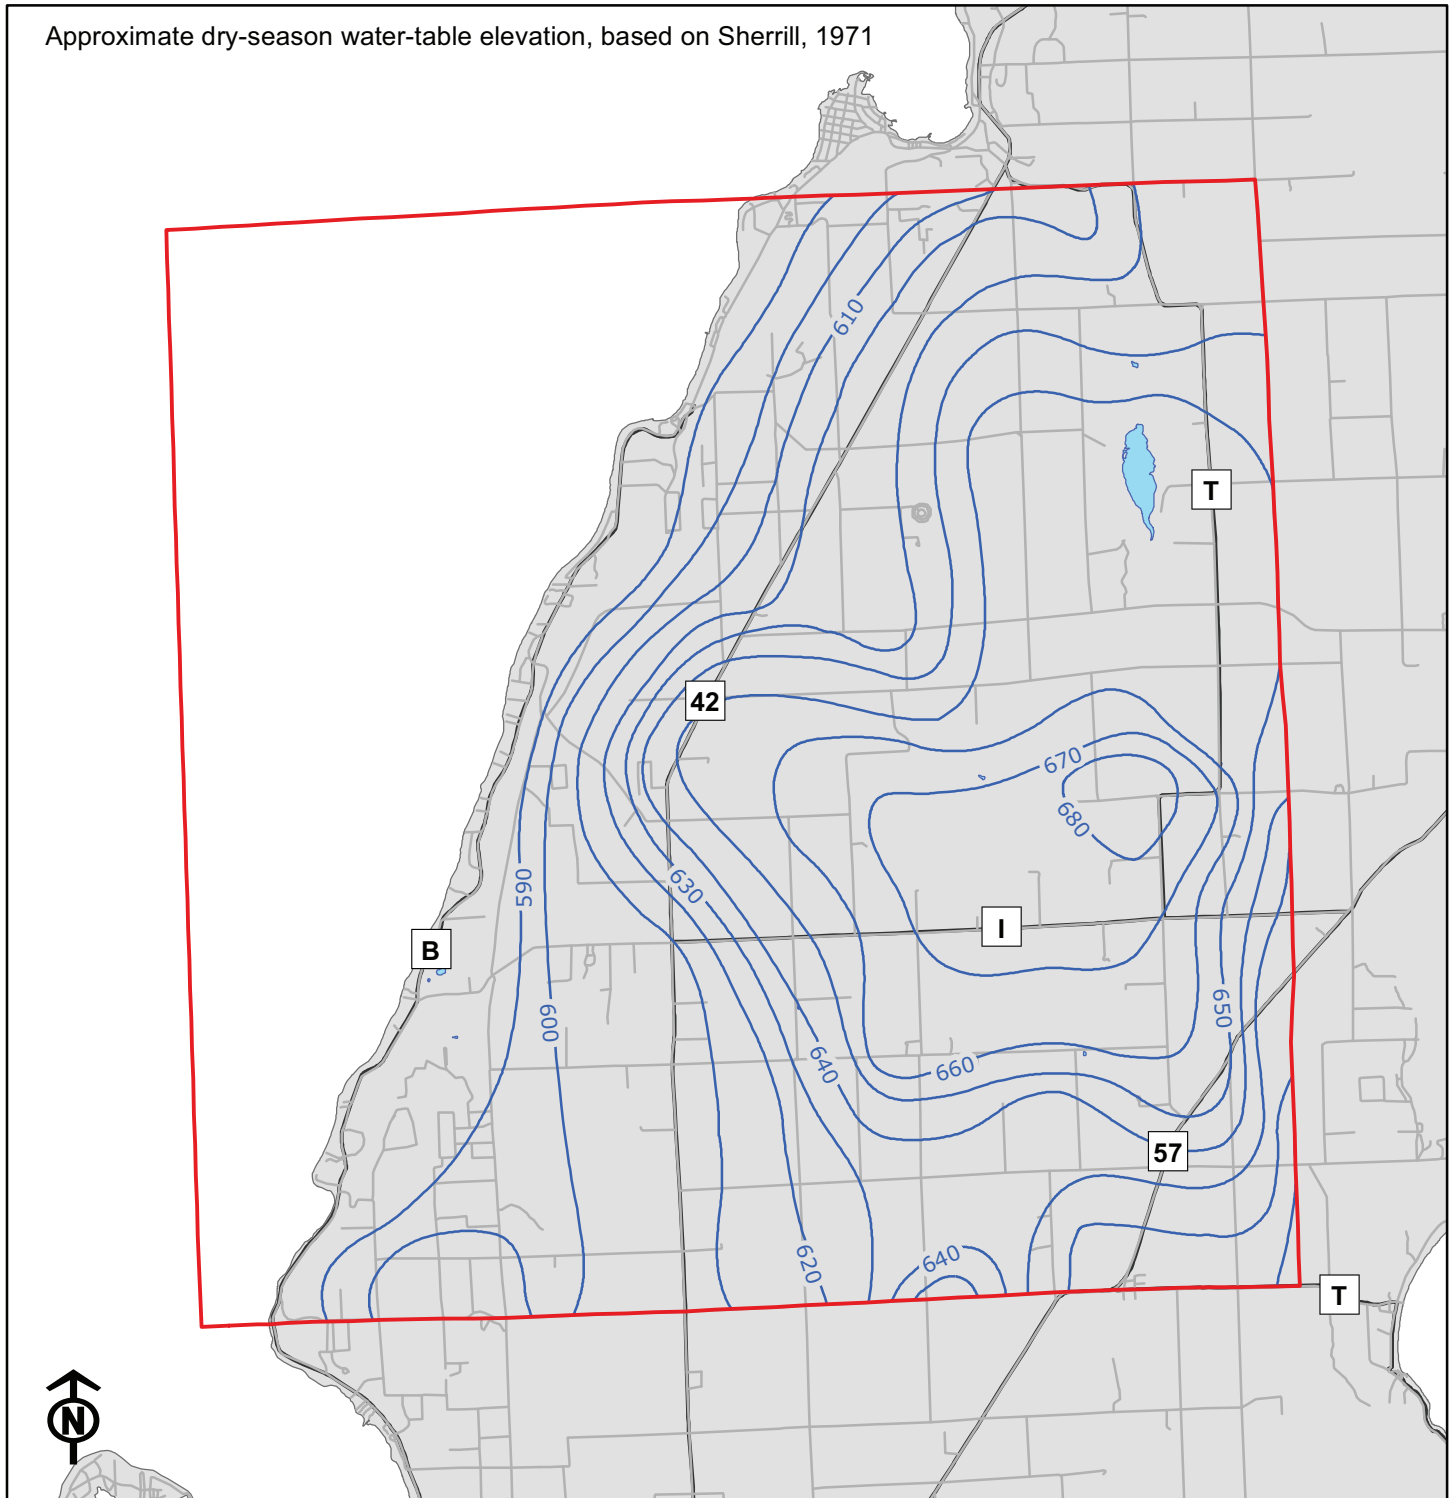 Approximate dry-season water-table elevation, based on Sherrill, 1971
610
T
42
670
680
630
590
I
B
650
600
640
660
57
620
640
T
N